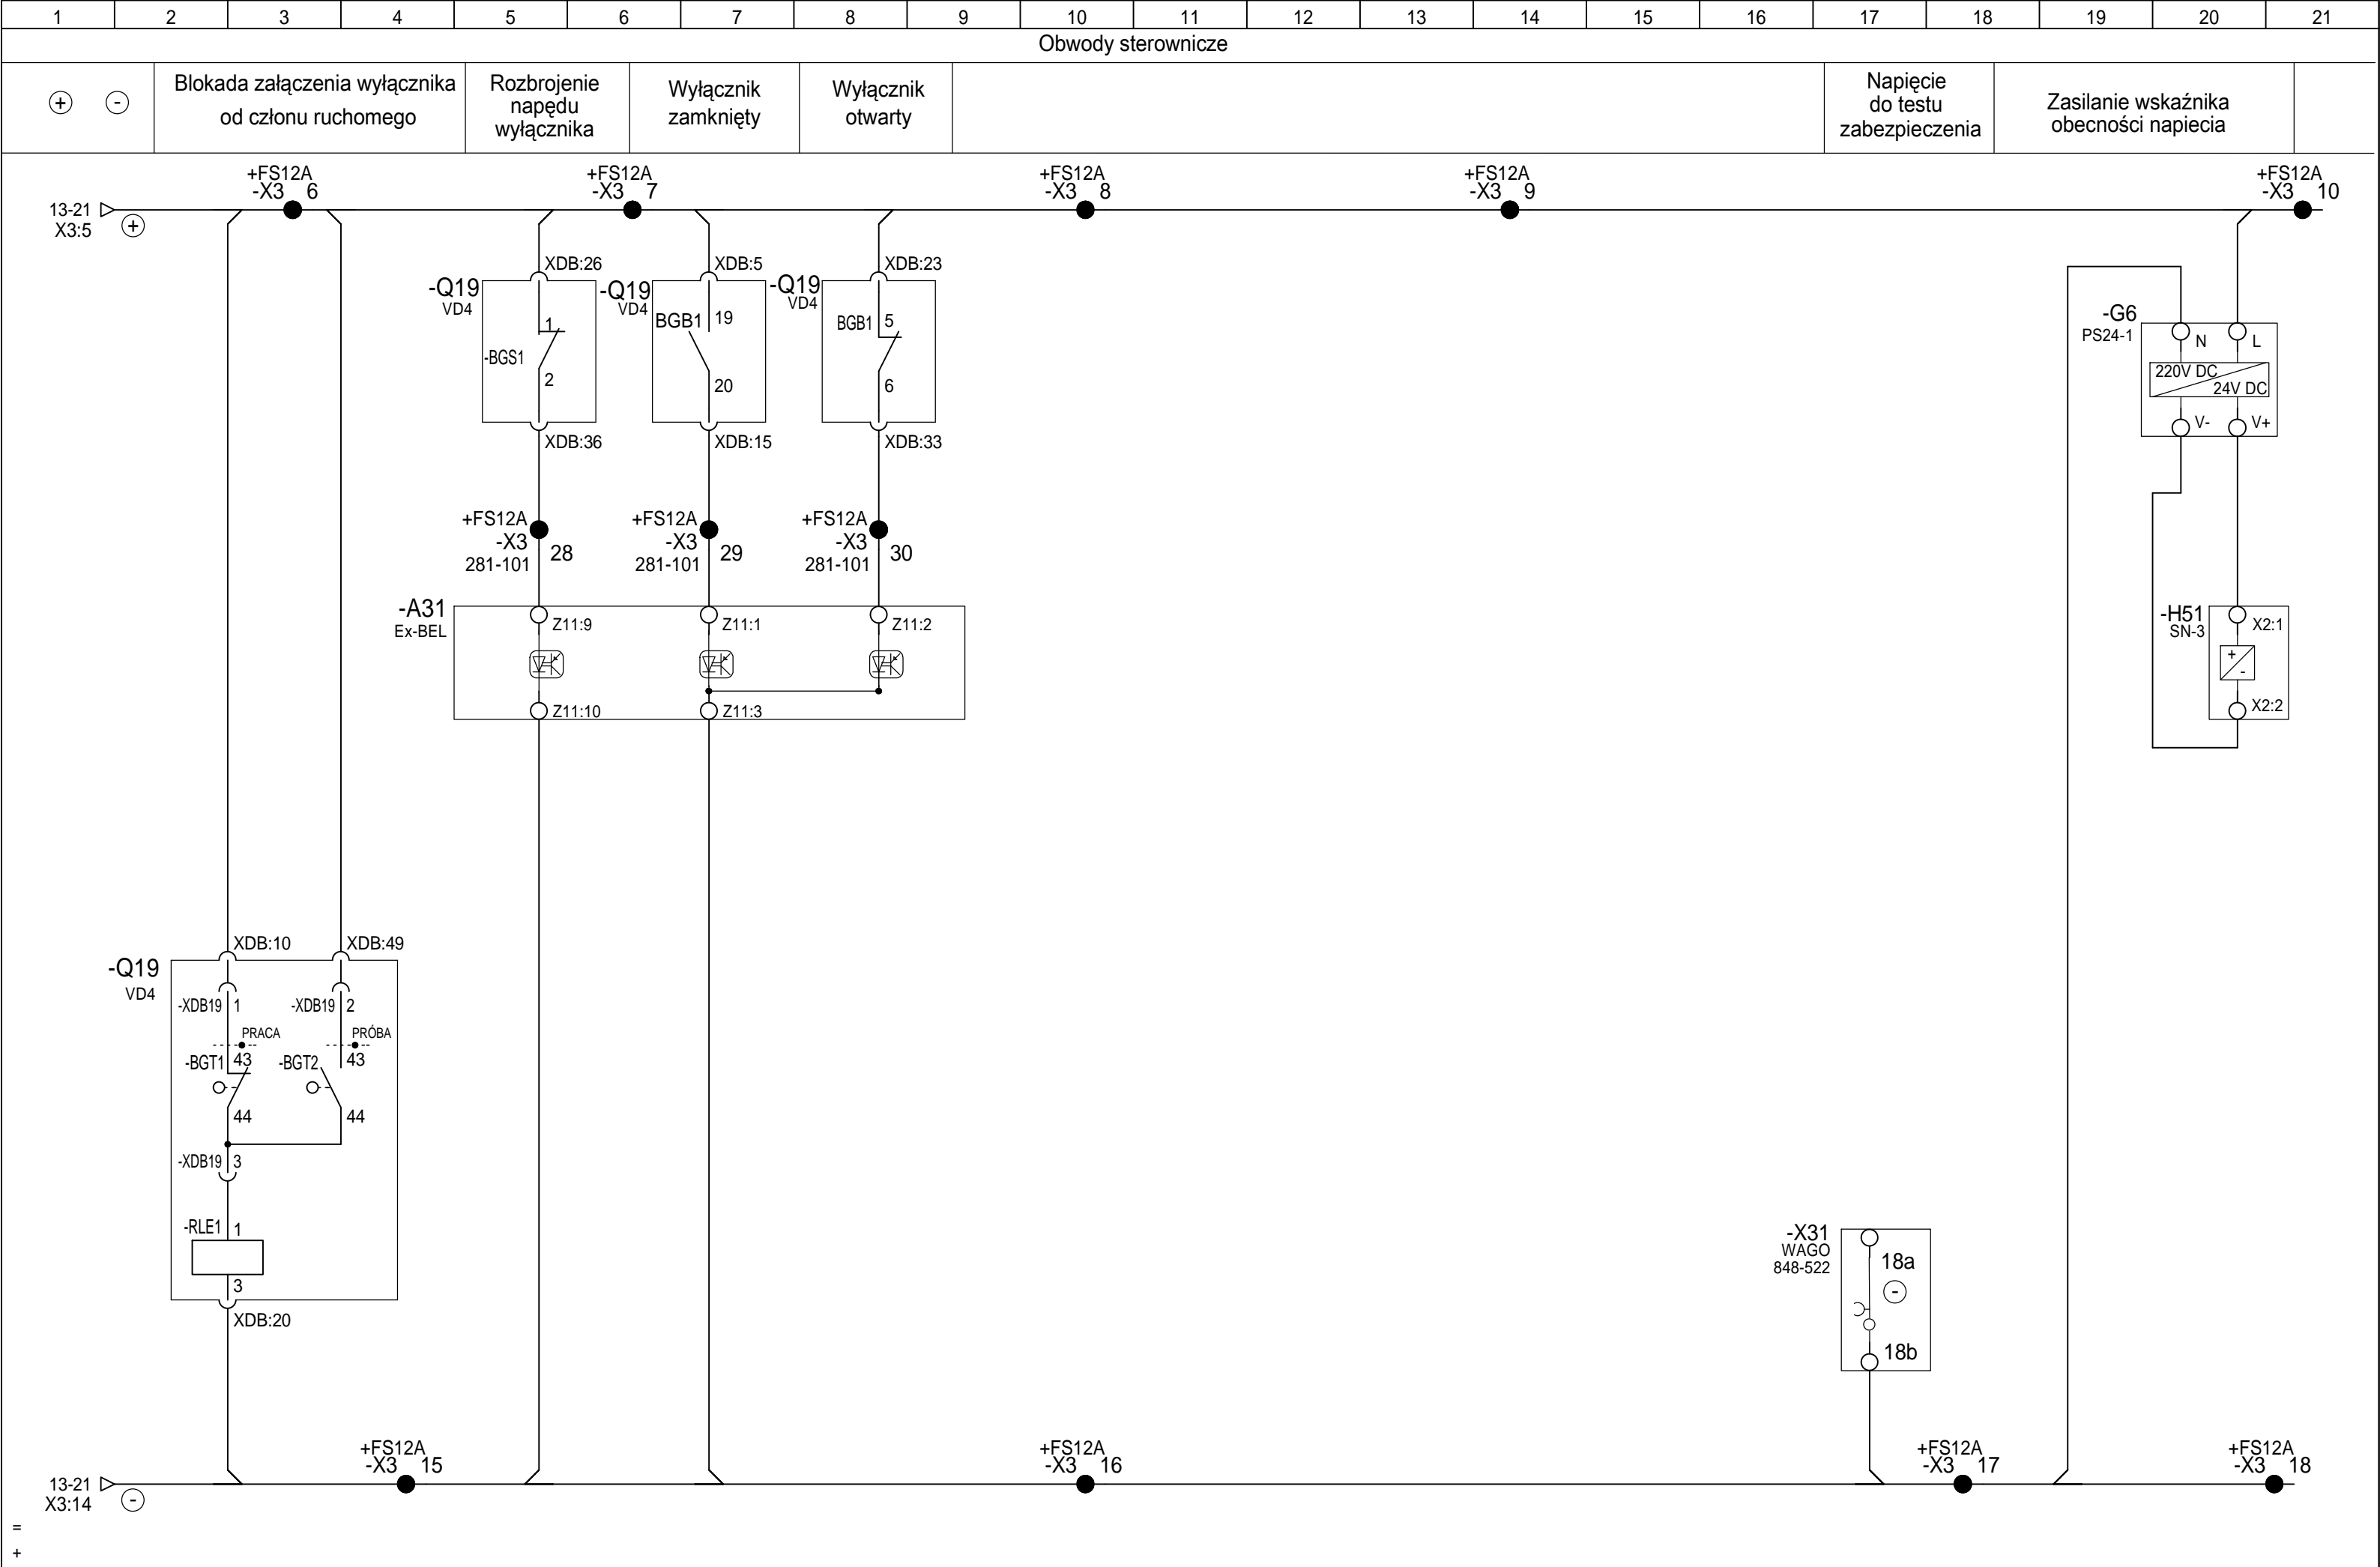 1 2 3 4 5 6 7 8 9 10 11 12 13 14 15 16 17 18 19 20 21
Obwody sterownicze
+ -
Blokada załączenia wyłącznika
od członu ruchomego
Rozbrojenie
napędu
wyłącznika
Wyłącznik
zamknięty
Wyłącznik
otwarty
Napięcie
do testu
zabezpieczenia
Zasilanie wskaźnika
obecności napiecia
13-21
X3:5
+
+FS12A
-X3 6
+FS12A
-X3 7
+FS12A
-X3 8
+FS12A
-X3 9
+FS12A
-X3 10
XDB:26
-Q19
VD4
1
-BGS1
2
XDB:36
XDB:5
-Q19
VD4
BGB1 19
20
XDB:15
XDB:23
-Q19
VD4
BGB1 5
6
XDB:33
-G6
PS24-1
N L
220V DC
24V DC
V- V+
+FS12A
-X3
28
281-101
+FS12A
-X3
29
281-101
+FS12A
-X3
30
281-101
-A31
Ex-BEL
Z11:9
Z11:1
Z11:2
Z11:10
Z11:3
-H51
SN-3
X2:1
+
-
X2:2
XDB:10
XDB:49
-Q19
VD4
-XDB19 1
-XDB19 2
PRACA
PRÓBA
-BGT1 43
-BGT2 43
44
44
-XDB19 3
-RLE1 1
3
XDB:20
-X31
WAGO
848-522
18a
-
18b
13-21
X3:14
-
+FS12A
-X3 15
+FS12A
-X3 16
+FS12A
-X3 17
+FS12A
-X3 18
=
+